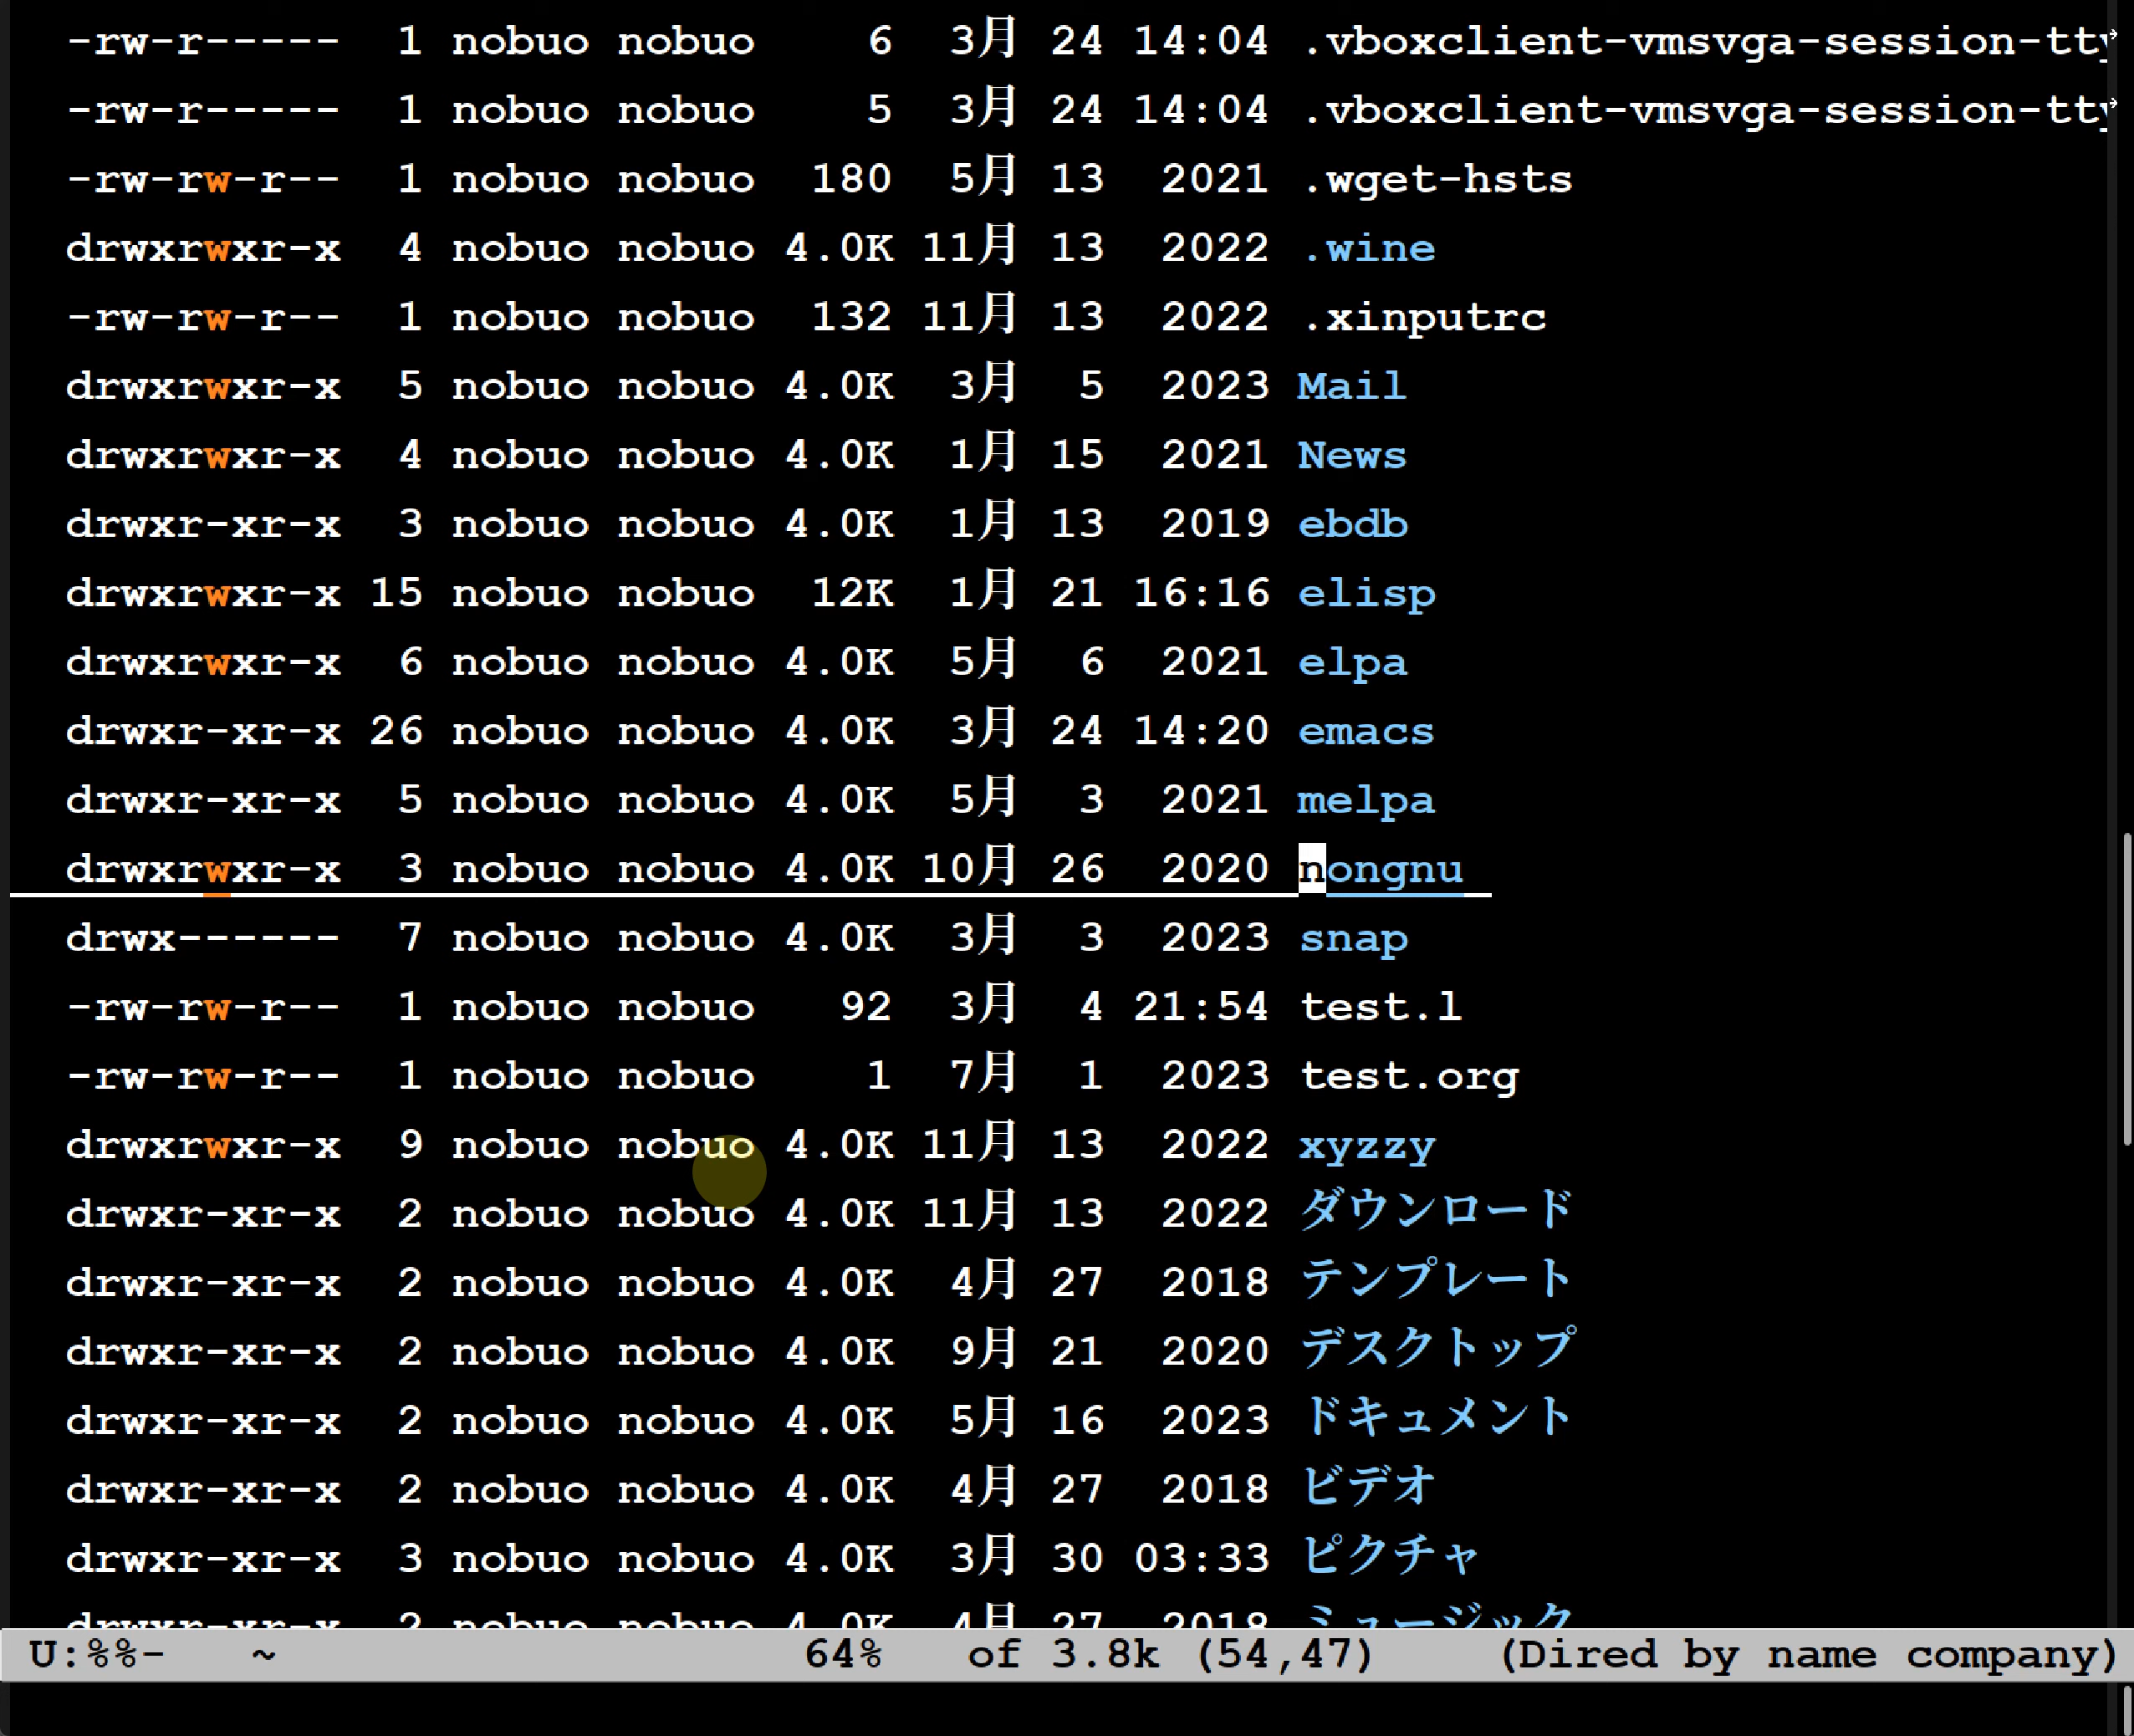 -rw-r----- 1 nobuo nobuo 6 3月 24 14:04 .vboxclient-vmsvga-session-tty
-rw-r----- 1 nobuo nobuo 5 3月 24 14:04 .vboxclient-vmsvga-session-tty
-rw-rw-r-- 1 nobuo nobuo 180 5月 13 2021 .wget-hsts
drwxrwxr-x 4 nobuo nobuo 4.0K 11月 13 2022 .wine
-rw-rw-r-- 1 nobuo nobuo 132 11月 13 2022 .xinputrc
drwxrwxr-x 5 nobuo nobuo 4.0K 3月 5 2023 Mail
drwxrwxr-x 4 nobuo nobuo 4.0K 1月 15 2021 News
drwxr-xr-x 3 nobuo nobuo 4.0K 1月 13 2019 ebdb
drwxrwxr-x 15 nobuo nobuo 12K 1月 21 16:16 elisp
drwxrwxr-x 6 nobuo nobuo 4.0K 5月 6 2021 elpa
drwxr-xr-x 26 nobuo nobuo 4.0K 3月 24 14:20 emacs
drwxr-xr-x 5 nobuo nobuo 4.0K 5月 3 2021 melpa
drwxrwxr-x 3 nobuo nobuo 4.0K 10月 26 2020 nongnu
drwx------ 7 nobuo nobuo 4.0K 3月 3 2023 snap
-rw-rw-r-- 1 nobuo nobuo 92 3月 4 21:54 test.l
-rw-rw-r-- 1 nobuo nobuo 1 7月 1 2023 test.org
drwxrwxr-x 9 nobuo nobuo 4.0K 11月 13 2022 xyzzy
drwxr-xr-x 2 nobuo nobuo 4.0K 11月 13 2022 ダウンロード
drwxr-xr-x 2 nobuo nobuo 4.0K 4月 27 2018 テンプレート
drwxr-xr-x 2 nobuo nobuo 4.0K 9月 21 2020 デスクトップ
drwxr-xr-x 2 nobuo nobuo 4.0K 5月 16 2023 ドキュメント
drwxr-xr-x 2 nobuo nobuo 4.0K 4月 27 2018 ビデオ
drwxr-xr-x 3 nobuo nobuo 4.0K 3月 30 03:33 ピクチャ
drwxr-xr-x 2 nobuo nobuo 4.0K 4月 27 2018 ミュージック
U:%%- ~ 64% of 3.8k (54,47) (Dired by name company)